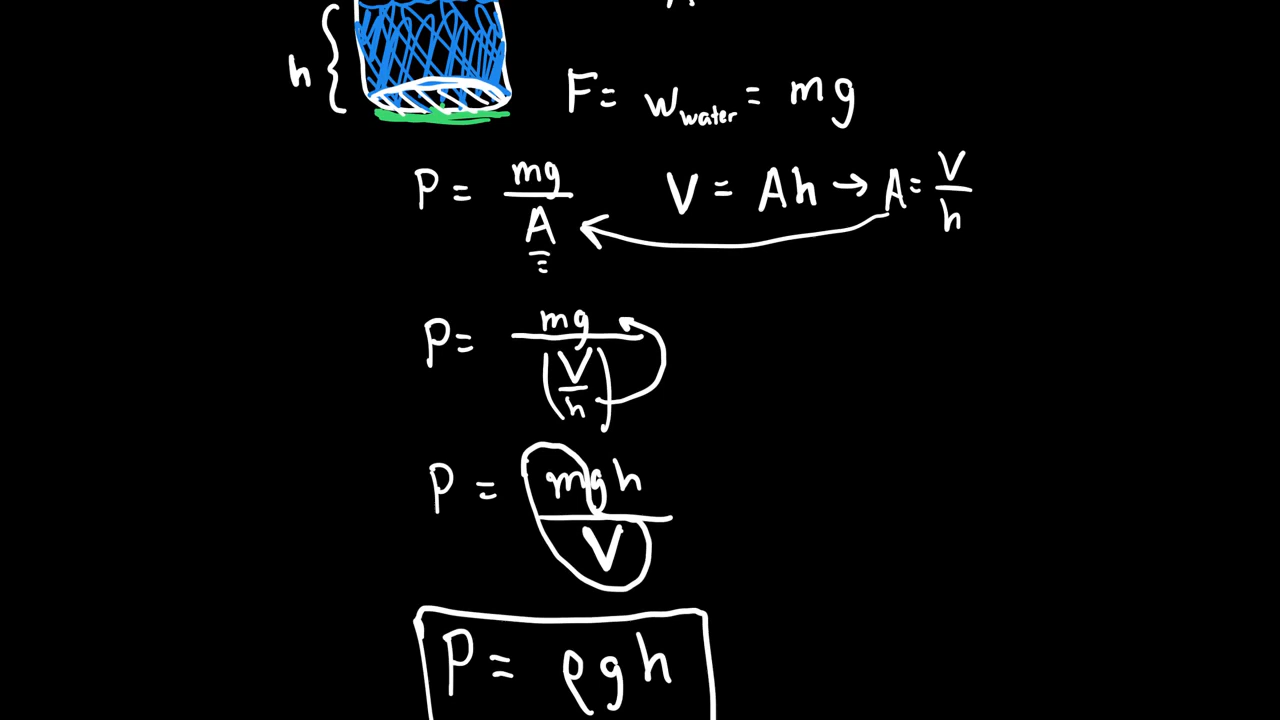 h
F = w_water = mg
P = mg/A V = Ah → A = V/h
P = mg/(V/h)
P = mgh/V
P = ρgh